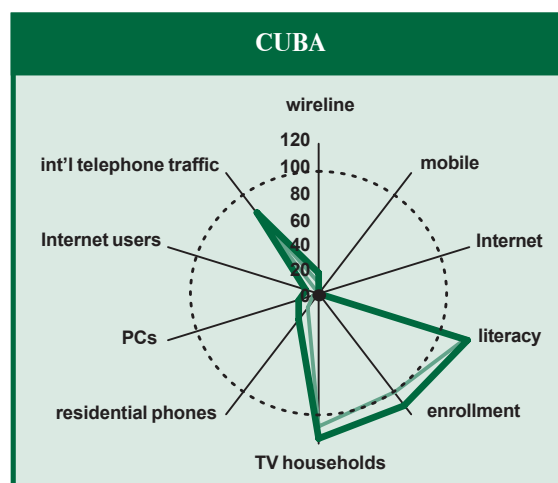 CUBA
wireline
120
int'l telephone traffic
100
mobile
80
60
Internet users
40
Internet
20
0
PCs
literacy
residential phones
enrollment
TV households